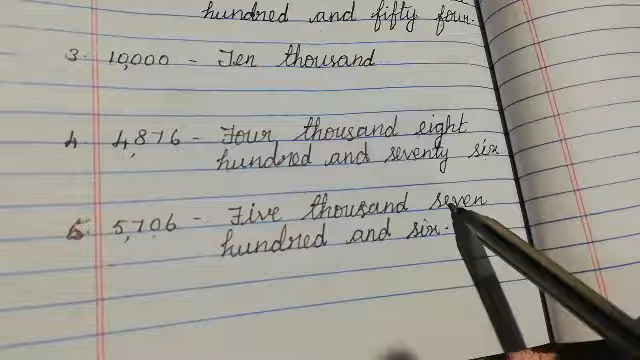 hundred and fifty four.
3. 10,000 - Ten thousand
4. 4,876 - Four thousand eight
hundred and seventy six
5. 5,706 - Five thousand seven
hundred and six.